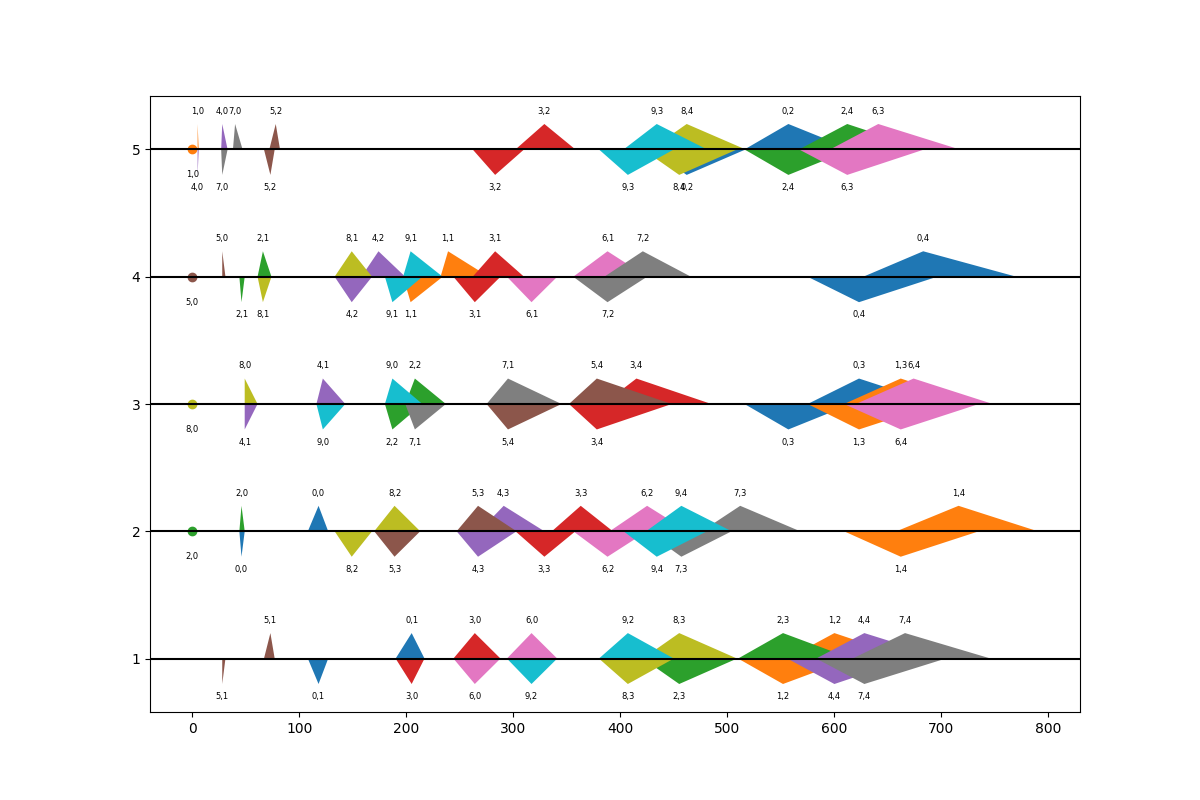 1,0 4,0 7,0 5,2 3,2 9,3 8,4 0,2 2,4 6,3
5
1,0
4,0 7,0 5,2 3,2 9,3 8,4 0,2 2,4 6,3
5,0 2,1 8,1 4,2 9,1 1,1 3,1 6,1 7,2 0,4
4
5,0
2,1 8,1 4,2 9,1 1,1 3,1 6,1 7,2 0,4
8,0 4,1 9,0 2,2 7,1 5,4 3,4 0,3 1,3 6,4
3
8,0
4,1 9,0 2,2 7,1 5,4 3,4 0,3 1,3 6,4
2,0 0,0 8,2 5,3 4,3 3,3 6,2 9,4 7,3 1,4
2
2,0
0,0 8,2 5,3 4,3 3,3 6,2 9,4 7,3 1,4
5,1 0,1 3,0 6,0 9,2 8,3 2,3 1,2 4,4 7,4
1
5,1 0,1 3,0 6,0 9,2 8,3 2,3 1,2 4,4 7,4
0 100 200 300 400 500 600 700 800